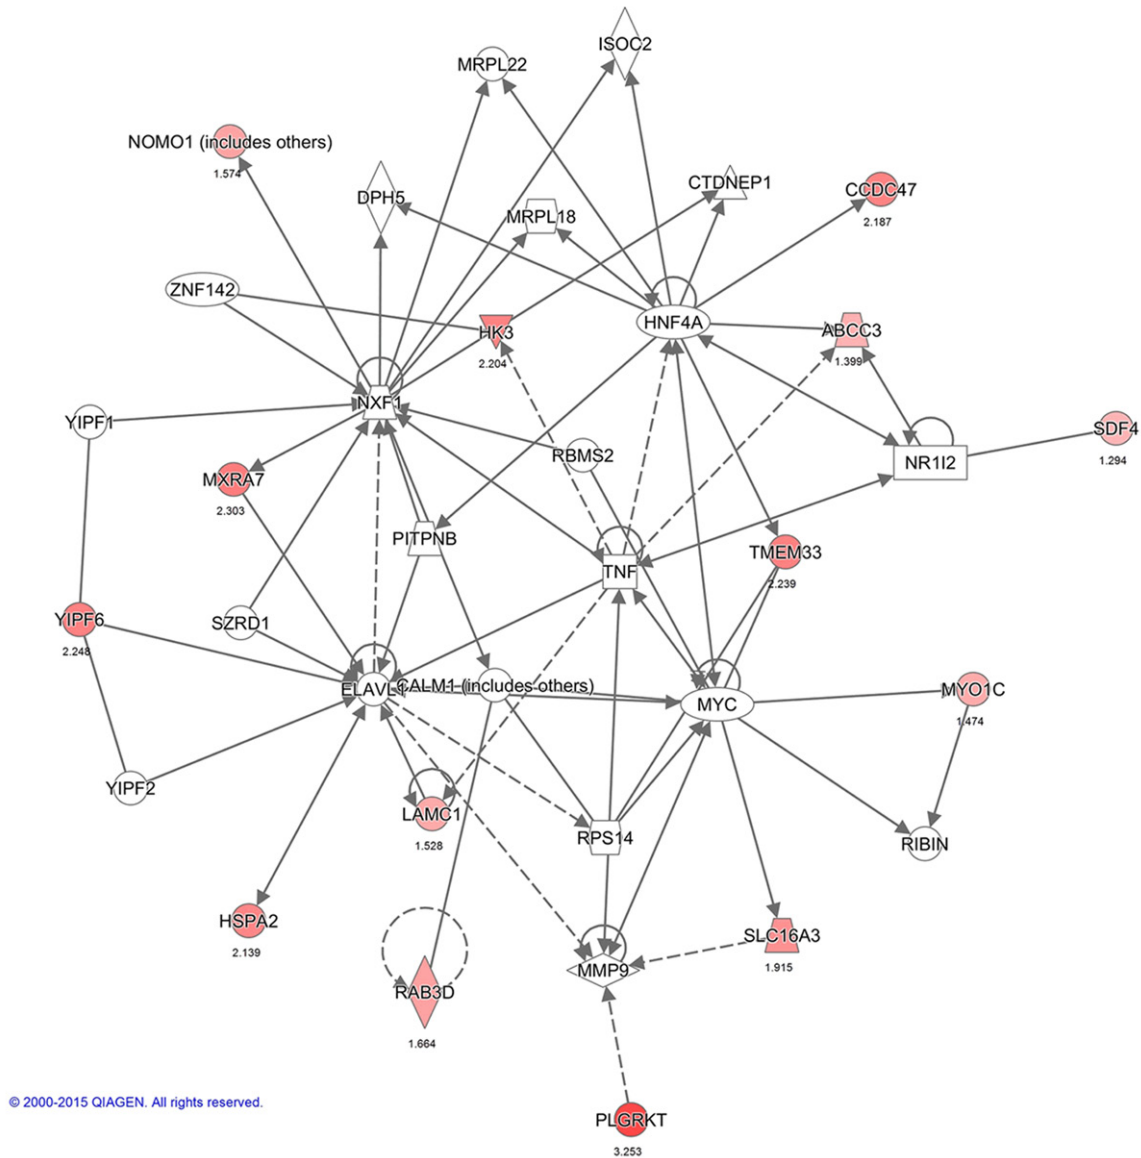 ISOC2
MRPL22
NOMO1 (includes others)
1.574
DPH5
CTDNEP1
CCDC47
2.187
MRPL18
ZNF142
HK3
2.204
HNF4A
ABCC3
1.399
NXF1
YIPF1
SDF4
1.294
RBMS2
NR1I2
MXRA7
2.303
PITPNB
TNF
TMEM33
2.239
YIPF6
2.248
SZRD1
ELAVL1
CALM1 (includes others)
MYC
MYO1C
1.474
YIPF2
LAMC1
1.528
RPS14
RIBIN
HSPA2
2.139
SLC16A3
1.915
MMP9
RAB3D
1.664
© 2000-2015 QIAGEN. All rights reserved.
PLGRKT
3.253